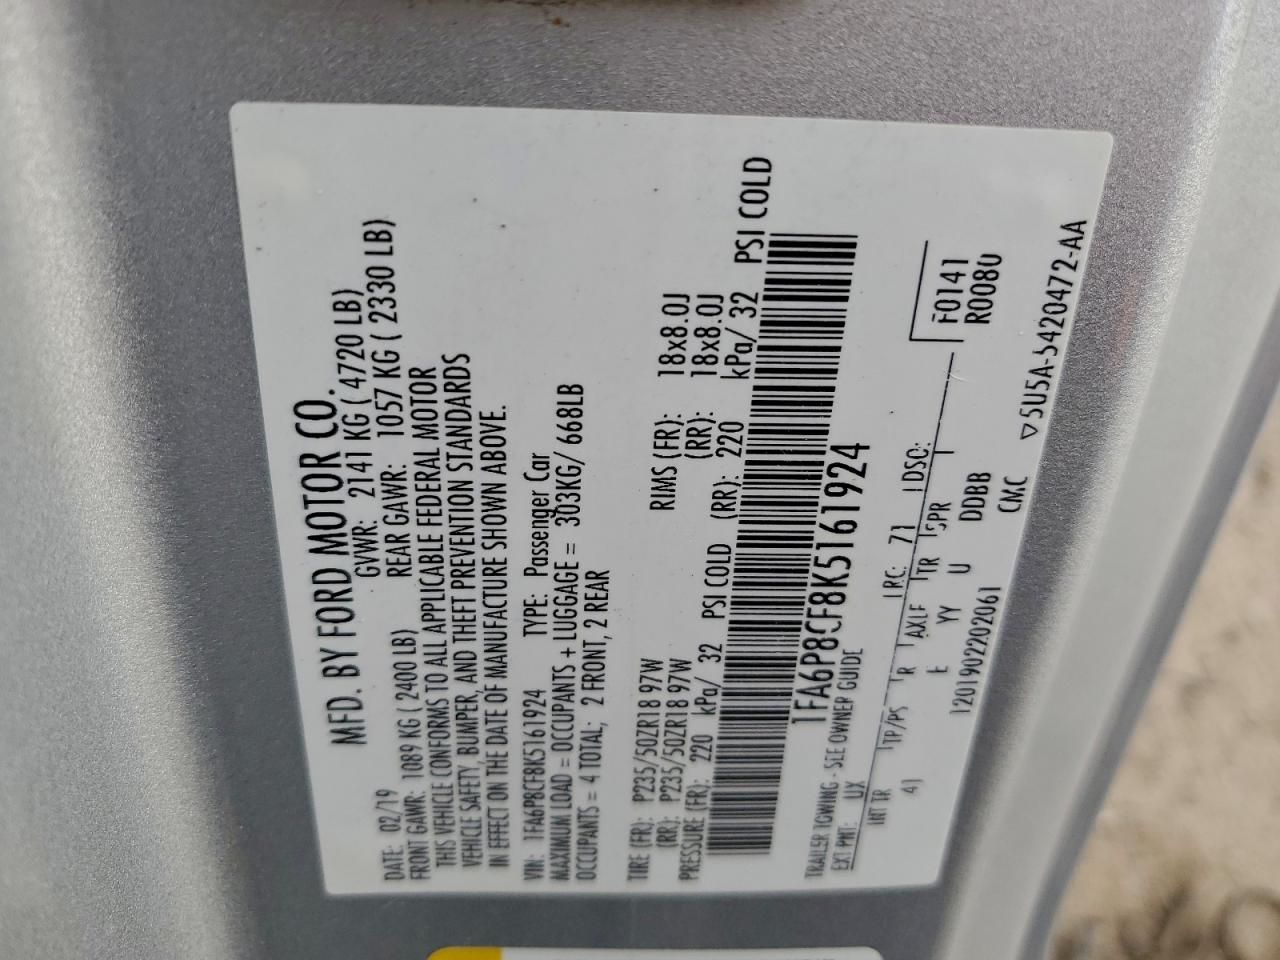 MFD. BY FORD MOTOR CO.
DATE: 02/19 GVWR: 2141 KG ( 4720 LB)
FRONT GAWR: 1089 KG ( 2400 LB) REAR GAWR: 1057 KG ( 2330 LB)
THIS VEHICLE CONFORMS TO ALL APPLICABLE FEDERAL MOTOR
VEHICLE SAFETY, BUMPER, AND THEFT PREVENTION STANDARDS
IN EFFECT ON THE DATE OF MANUFACTURE SHOWN ABOVE.
VIN: 1FA6P8CF8K5161924 TYPE: Passenger Car
MAXIMUM LOAD = OCCUPANTS + LUGGAGE = 303KG/ 668LB
OCCUPANTS = 4 TOTAL; 2 FRONT, 2 REAR
TIRE (FR): P235/50ZR18 97W RIMS (FR): 18x8.0J
(RR): P235/50ZR18 97W (RR): 18x8.0J
PRESSURE (FR): 220 kPa/ 32 PSI COLD (RR): 220 kPa/ 32 PSI COLD
1FA6P8CF8K5161924
TRAILER TOWING - SEE OWNER GUIDE
EXT PNT: UX RC: 71 DSO:
F0141
R0080
INT TR TP/PS R AXLE TR SPR
41 E YY U DDBB
1201902202061 CMC
▽5U5A-5420472-AA